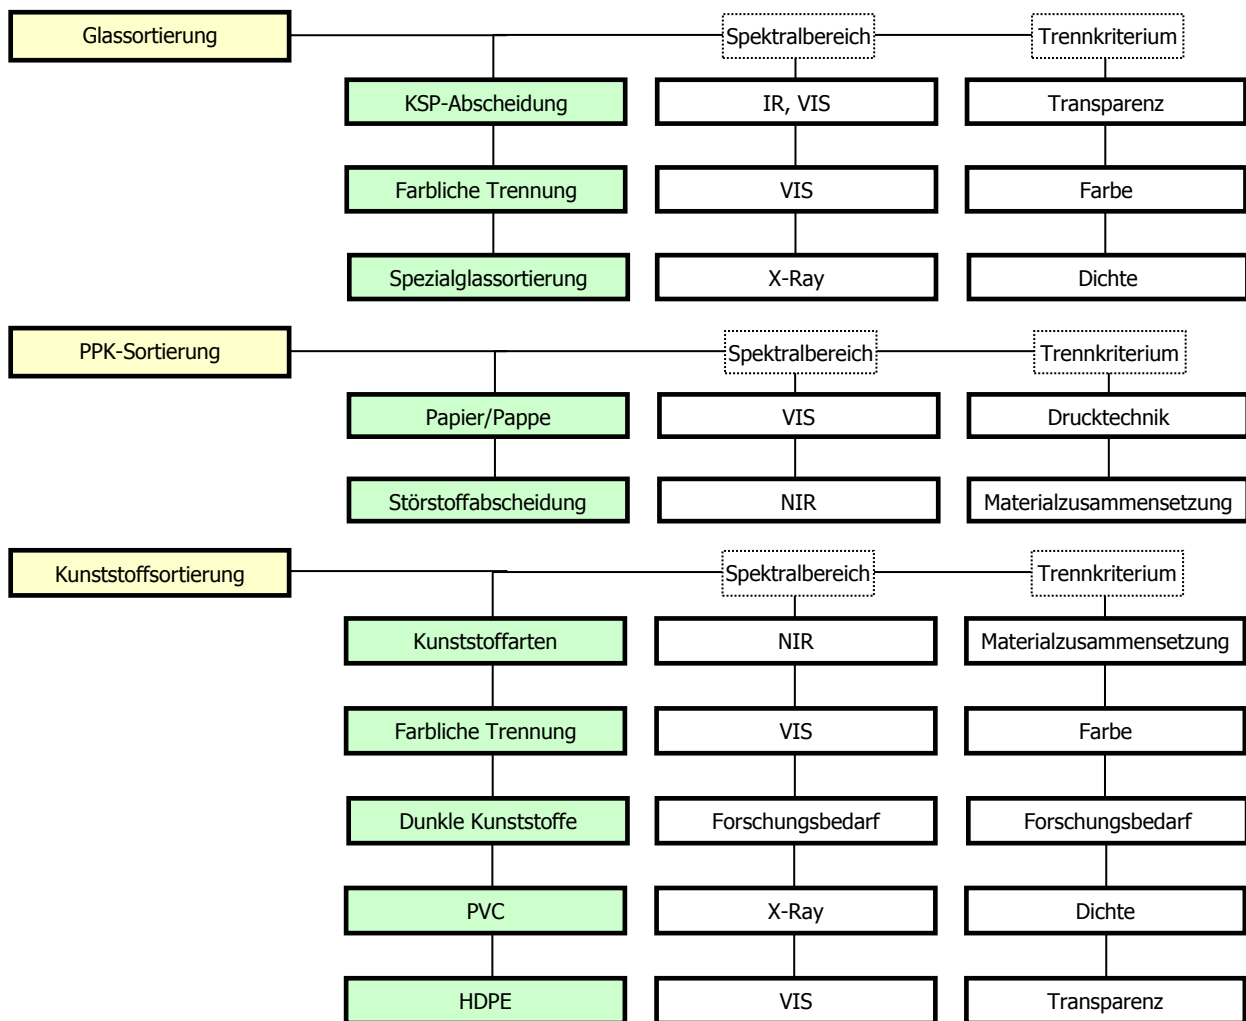 Glassortierung
Spektralbereich
Trennkriterium
KSP-Abscheidung
IR, VIS
Transparenz
Farbliche Trennung
VIS
Farbe
Spezialglassortierung
X-Ray
Dichte
PPK-Sortierung
Spektralbereich
Trennkriterium
Papier/Pappe
VIS
Drucktechnik
Störstoffabscheidung
NIR
Materialzusammensetzung
Kunststoffsortierung
Spektralbereich
Trennkriterium
Kunststoffarten
NIR
Materialzusammensetzung
Farbliche Trennung
VIS
Farbe
Dunkle Kunststoffe
Forschungsbedarf
Forschungsbedarf
PVC
X-Ray
Dichte
HDPE
VIS
Transparenz